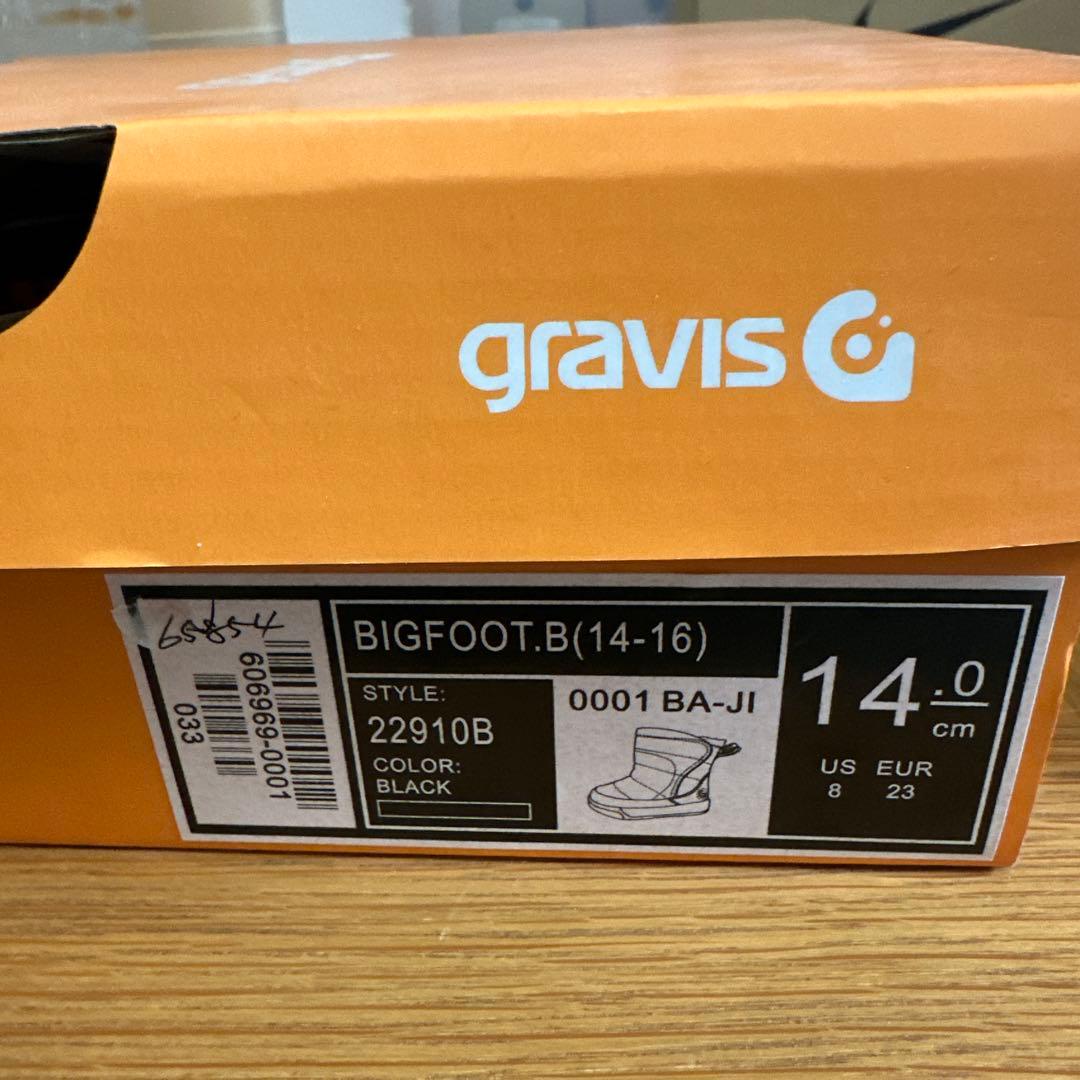 gravis
65854
033
606969-0001
BIGFOOT.B(14-16)
STYLE:
22910B
COLOR:
BLACK
0001 BA-JI
14.0
cm
US EUR
8 23